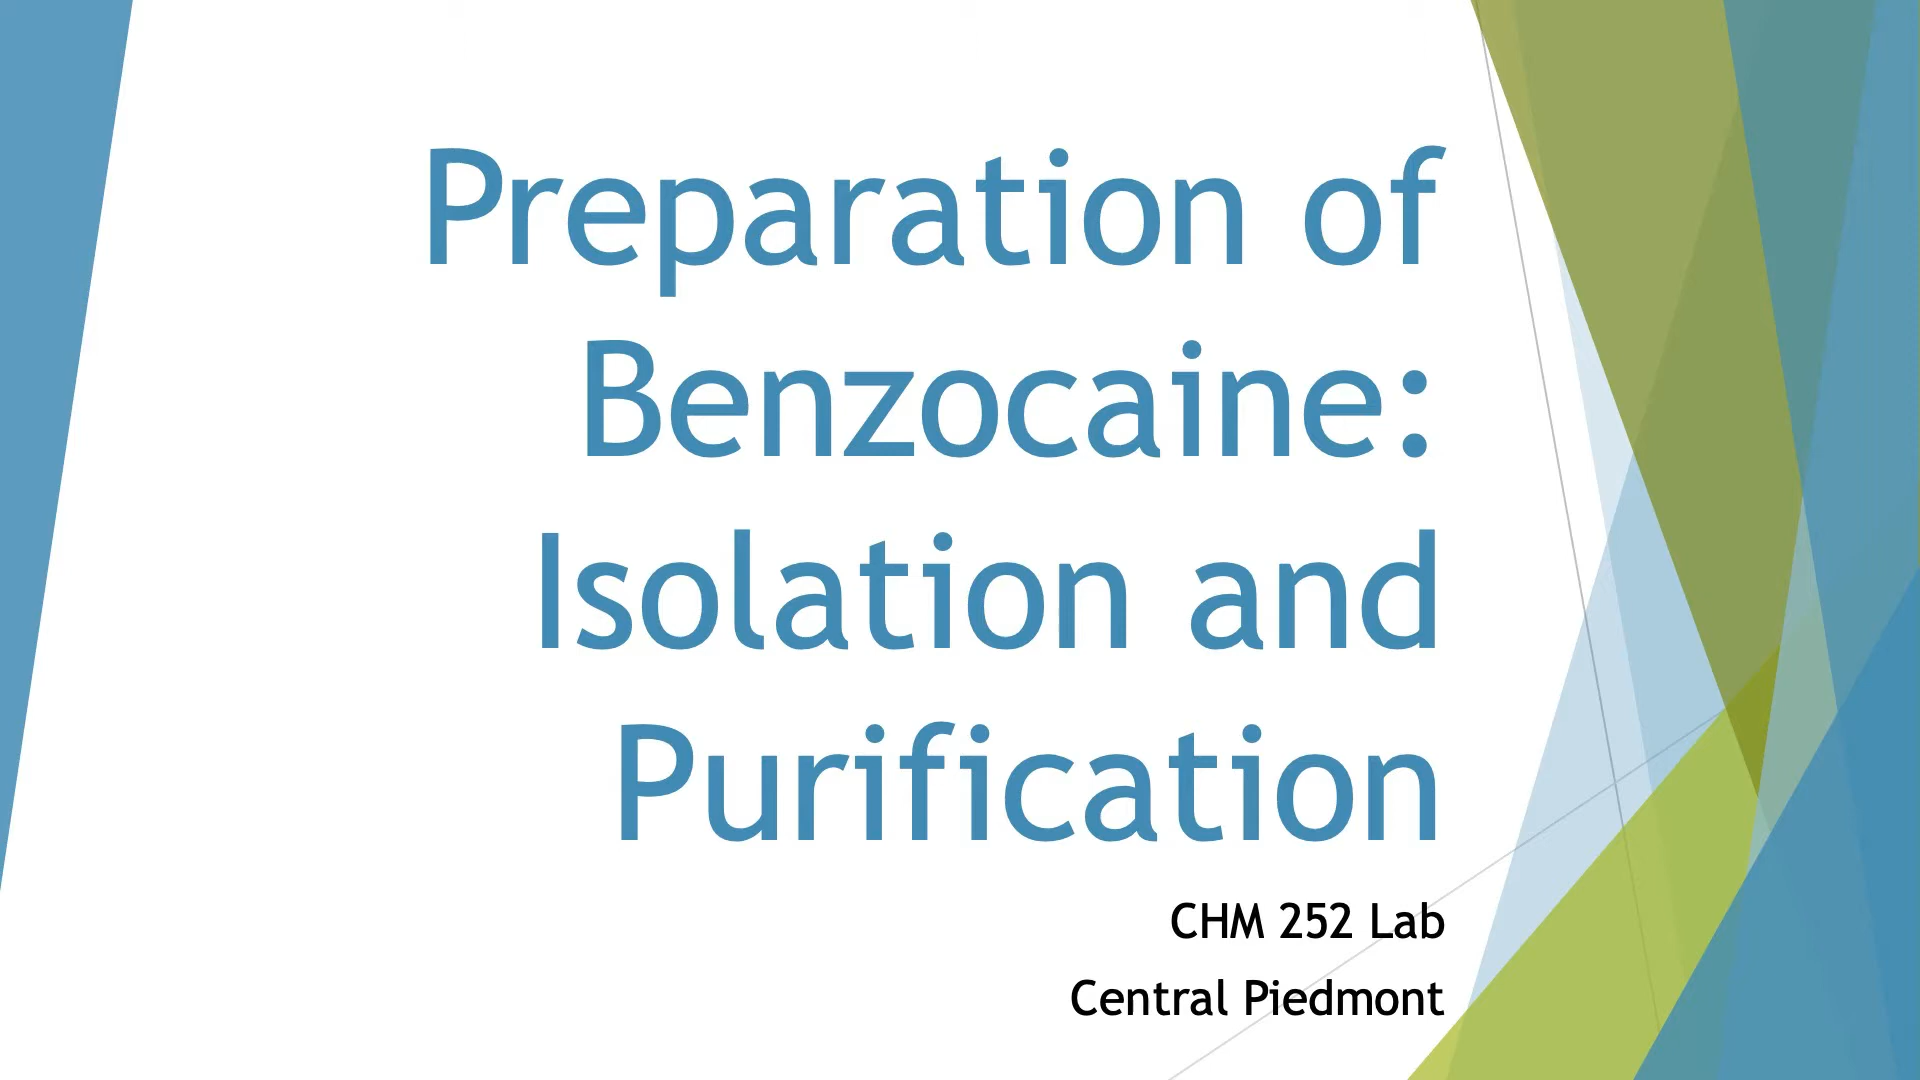 Preparation of
Benzocaine:
Isolation and
Purification
CHM 252 Lab
Central Piedmont